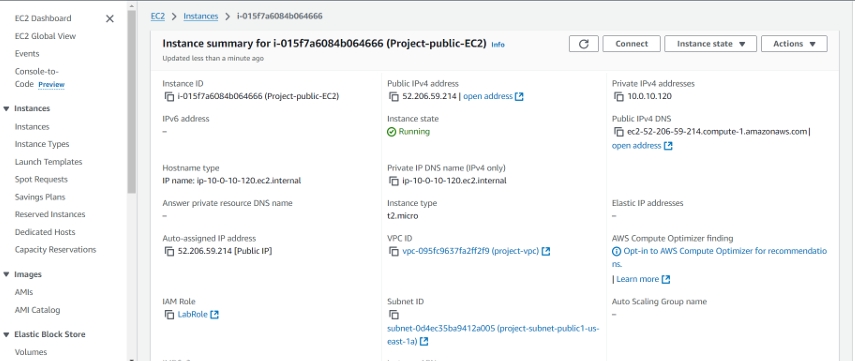 EC2 Dashboard
EC2 Global View
Events
Console-to-
Code Preview
Instances
Instances
Instance Types
Launch Templates
Spot Requests
Savings Plans
Reserved Instances
Dedicated Hosts
Capacity Reservations
Images
AMIs
AMI Catalog
Elastic Block Store
Volumes
EC2 > Instances > i-015f7a6084b064666
Instance summary for i-015f7a6084b064666 (Project-public-EC2) Info
Updated less than a minute ago
Connect
Instance state
Actions
Instance ID
i-015f7a6084b064666 (Project-public-EC2)
Public IPv4 address
52.206.59.214 | open address
Private IPv4 addresses
10.0.10.120
IPv6 address
–
Instance state
Running
Public IPv4 DNS
ec2-52-206-59-214.compute-1.amazonaws.com |
open address
Hostname type
IP name: ip-10-0-10-120.ec2.internal
Private IP DNS name (IPv4 only)
ip-10-0-10-120.ec2.internal
Answer private resource DNS name
–
Instance type
t2.micro
Elastic IP addresses
–
Auto-assigned IP address
52.206.59.214 [Public IP]
VPC ID
vpc-095fc9637fa2ff2f9 (project-vpc)
AWS Compute Optimizer finding
Opt-in to AWS Compute Optimizer for recommendatio
ns.
| Learn more
IAM Role
LabRole
Subnet ID
subnet-0d4ec35ba9412a005 (project-subnet-public1-us-
east-1a)
Auto Scaling Group name
–